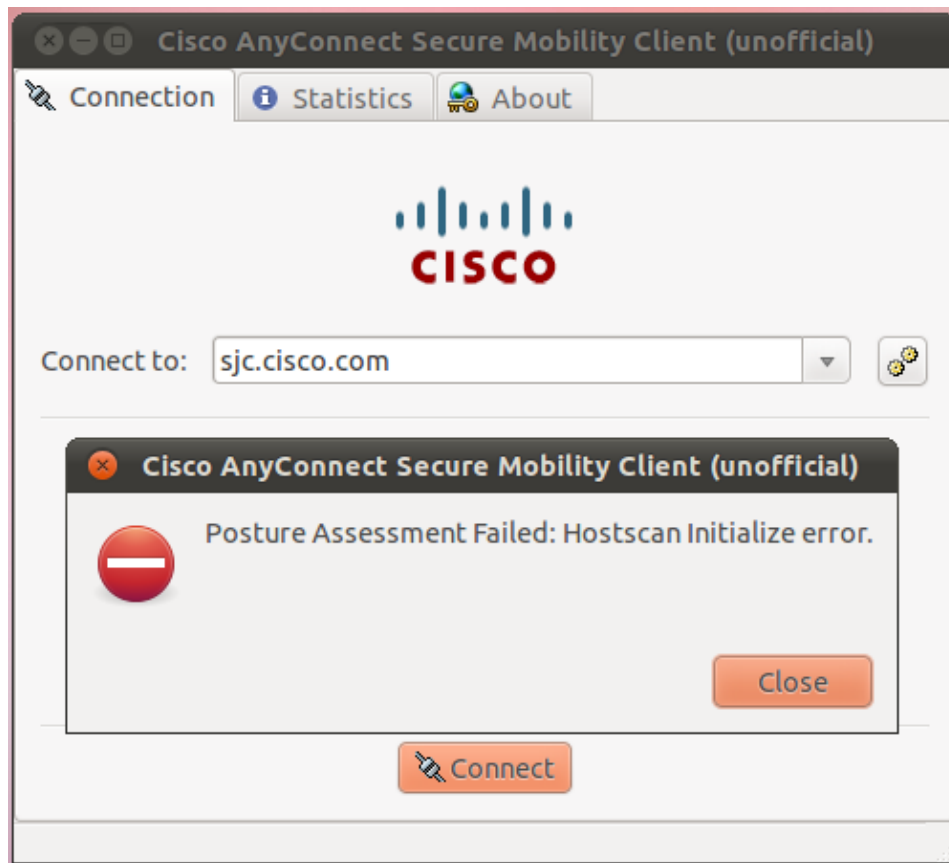 Cisco AnyConnect Secure Mobility Client (unofficial)
Connection Statistics About
CISCO
Connect to: sjc.cisco.com
Cisco AnyConnect Secure Mobility Client (unofficial)
Posture Assessment Failed: Hostscan Initialize error.
Close
Connect